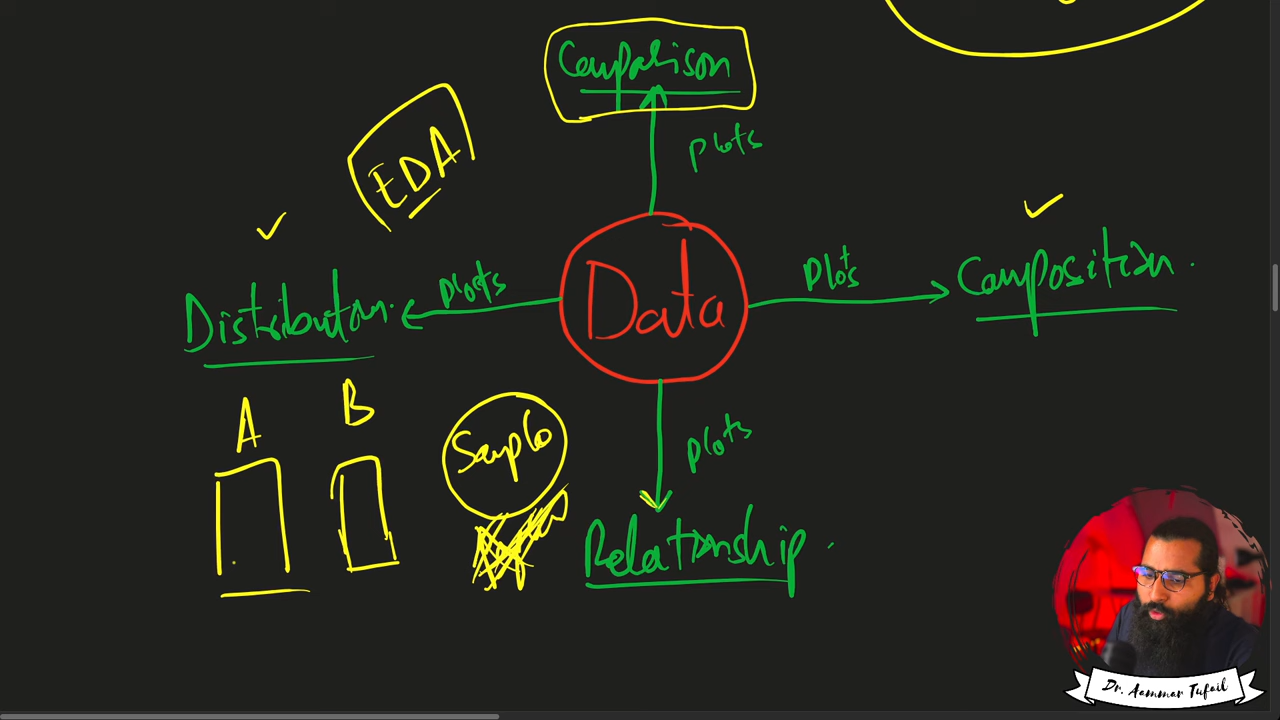 Comparison
plots
EDA
Data
plots
Distribution.
plots
Composition.
A
B
Sample
plots
Relationship.
Dr. Aammar Tufail